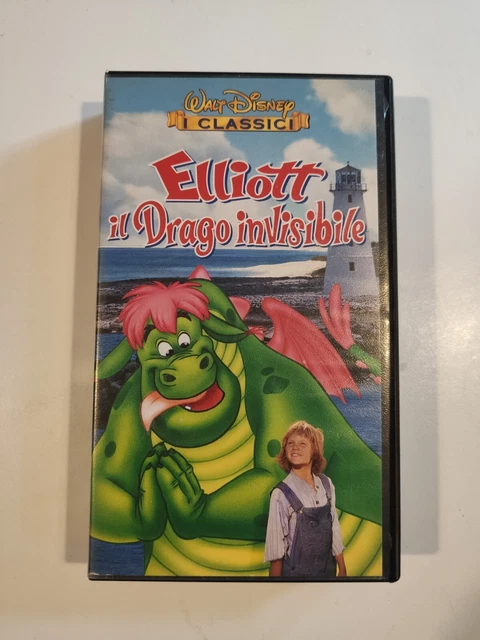 WALT DISNEY
I CLASSICI
Elliott
il Drago invisibile